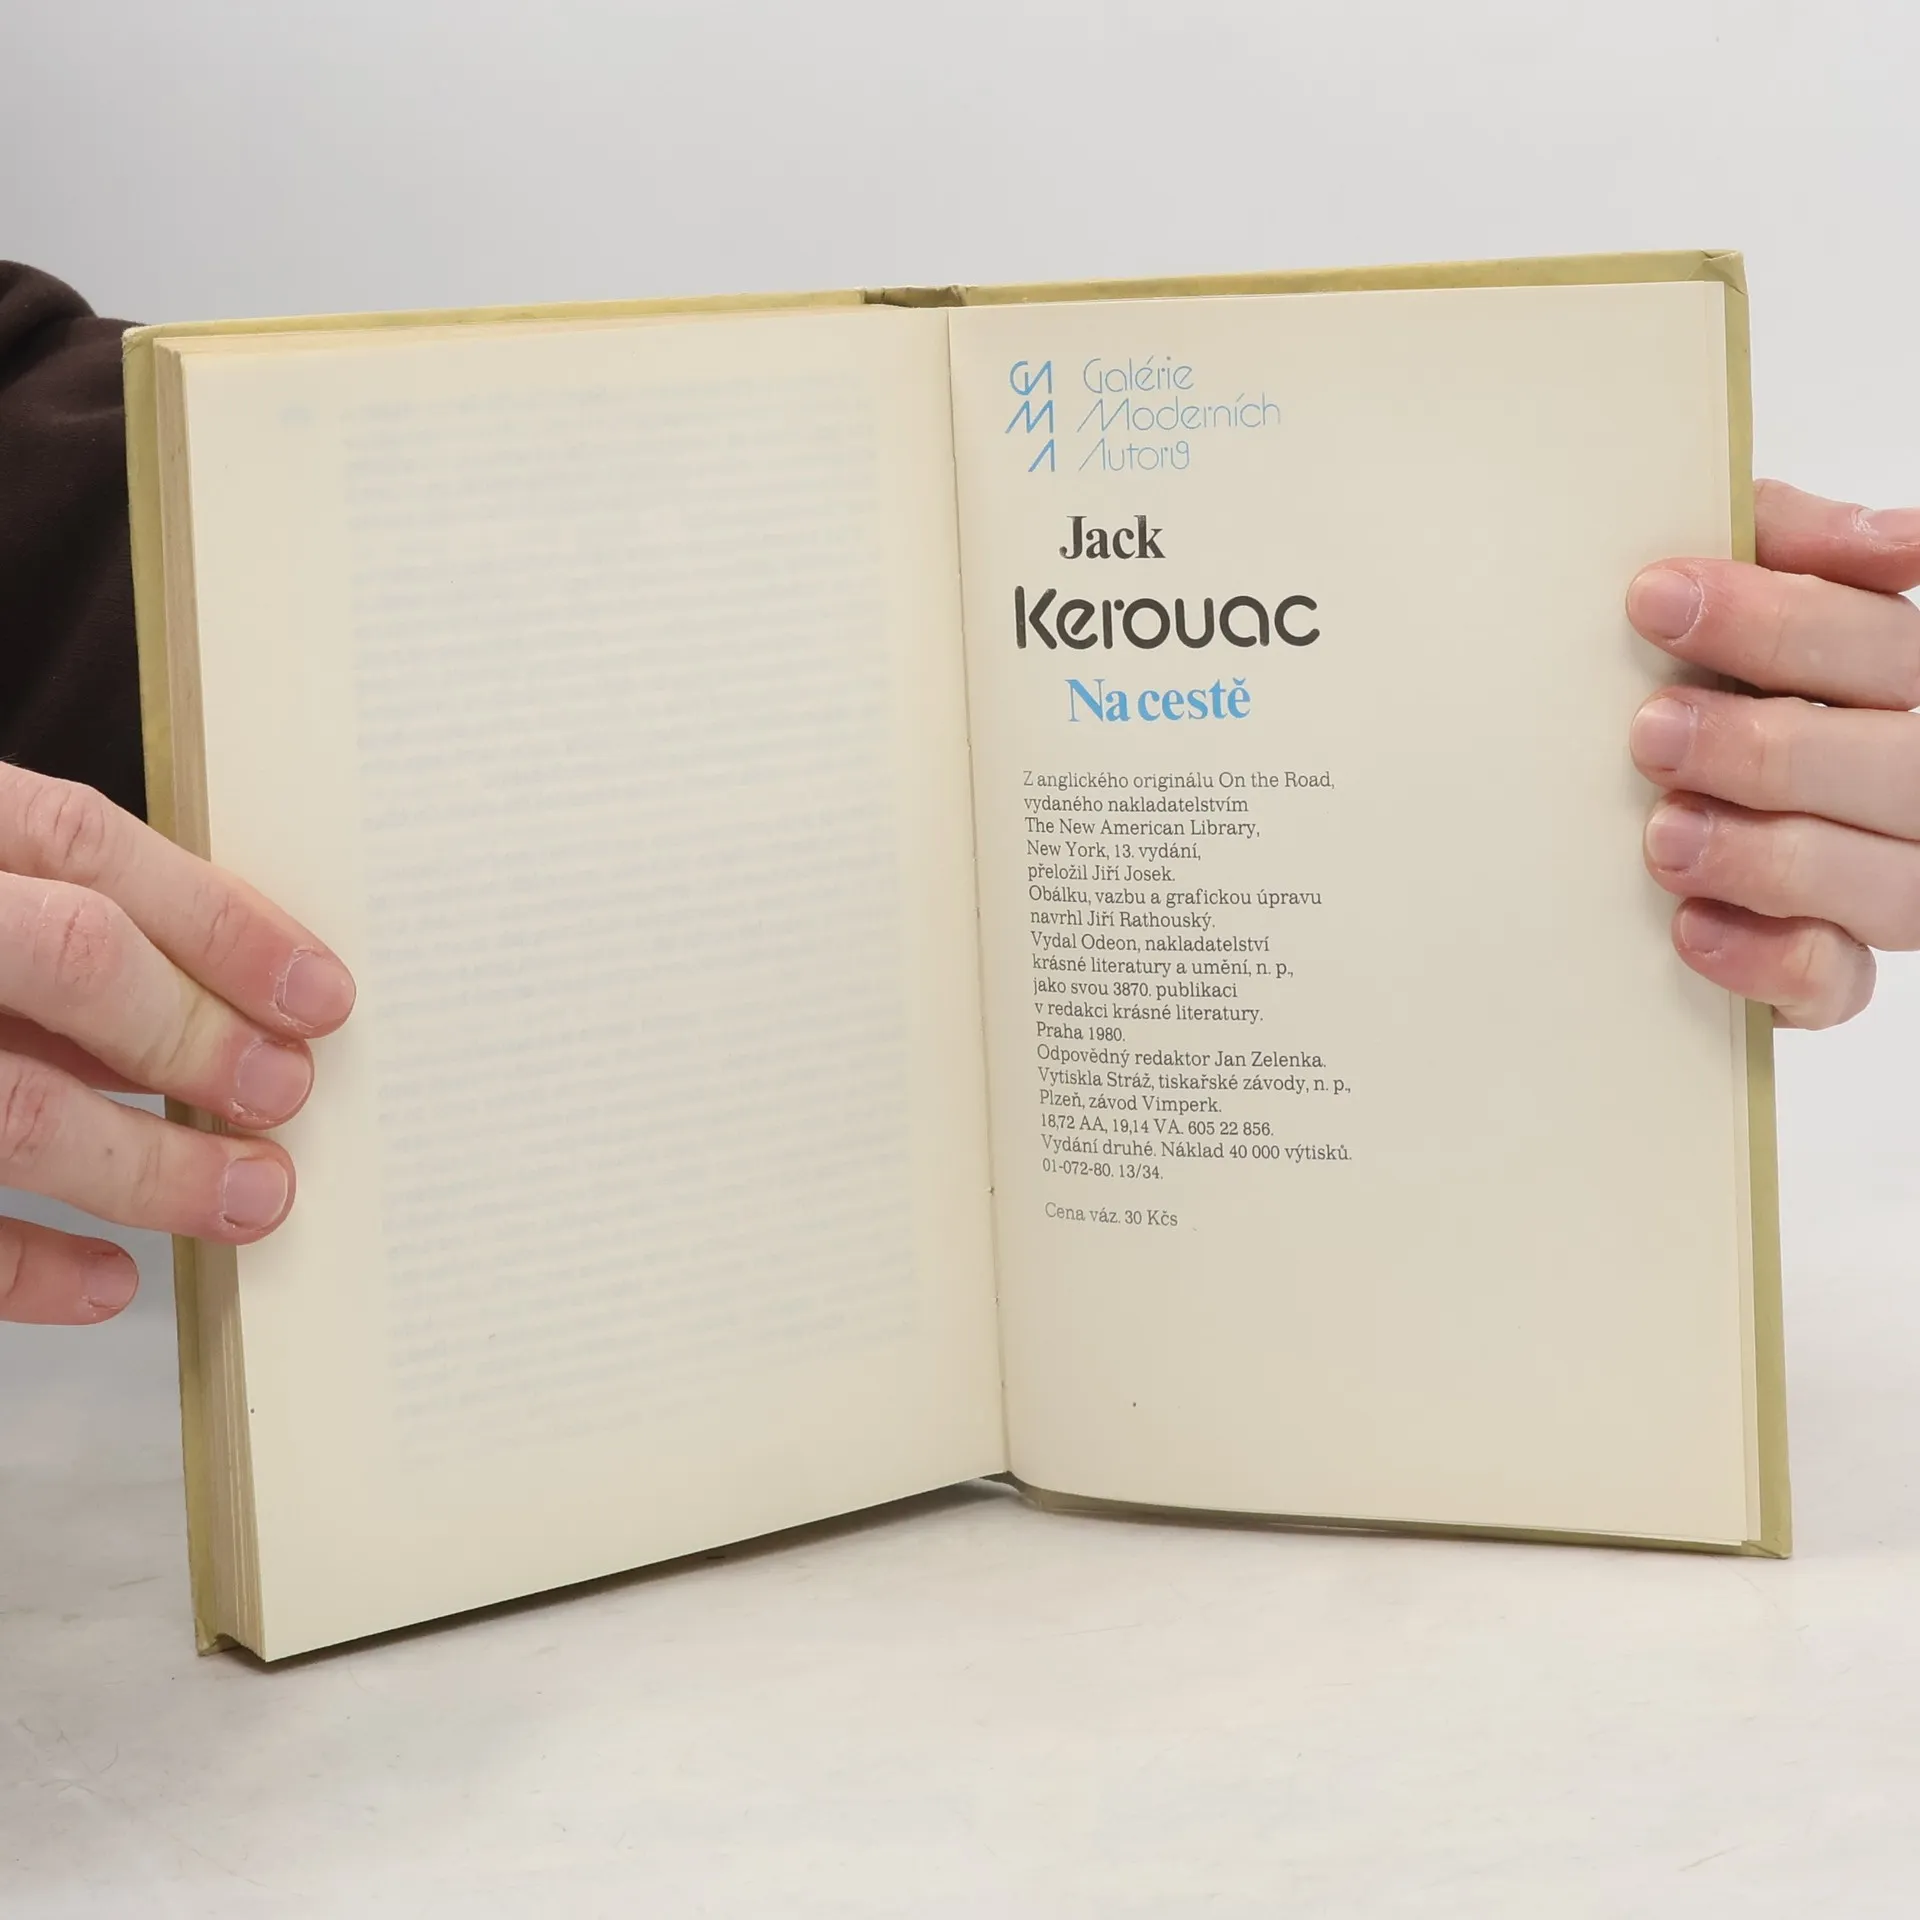 GA
M
A
Galérie
Moderních
Autorů
Jack
Kerouac
Na cestě
Z anglického originálu On the Road,
vydaného nakladatelstvím
The New American Library,
New York, 13. vydání,
přeložil Jiří Josek.
Obálku, vazbu a grafickou úpravu
navrhl Jiří Rathouský.
Vydal Odeon, nakladatelství
krásné literatury a umění, n. p.,
jako svou 3870. publikaci
v redakci krásné literatury.
Praha 1980.
Odpovědný redaktor Jan Zelenka.
Vytiskla Stráž, tiskařské závody, n. p.,
Plzeň, závod Vimperk.
18,72 AA, 19,14 VA. 605 22 856.
Vydání druhé. Náklad 40 000 výtisků.
01-072-80. 13/34.
Cena váz. 30 Kčs